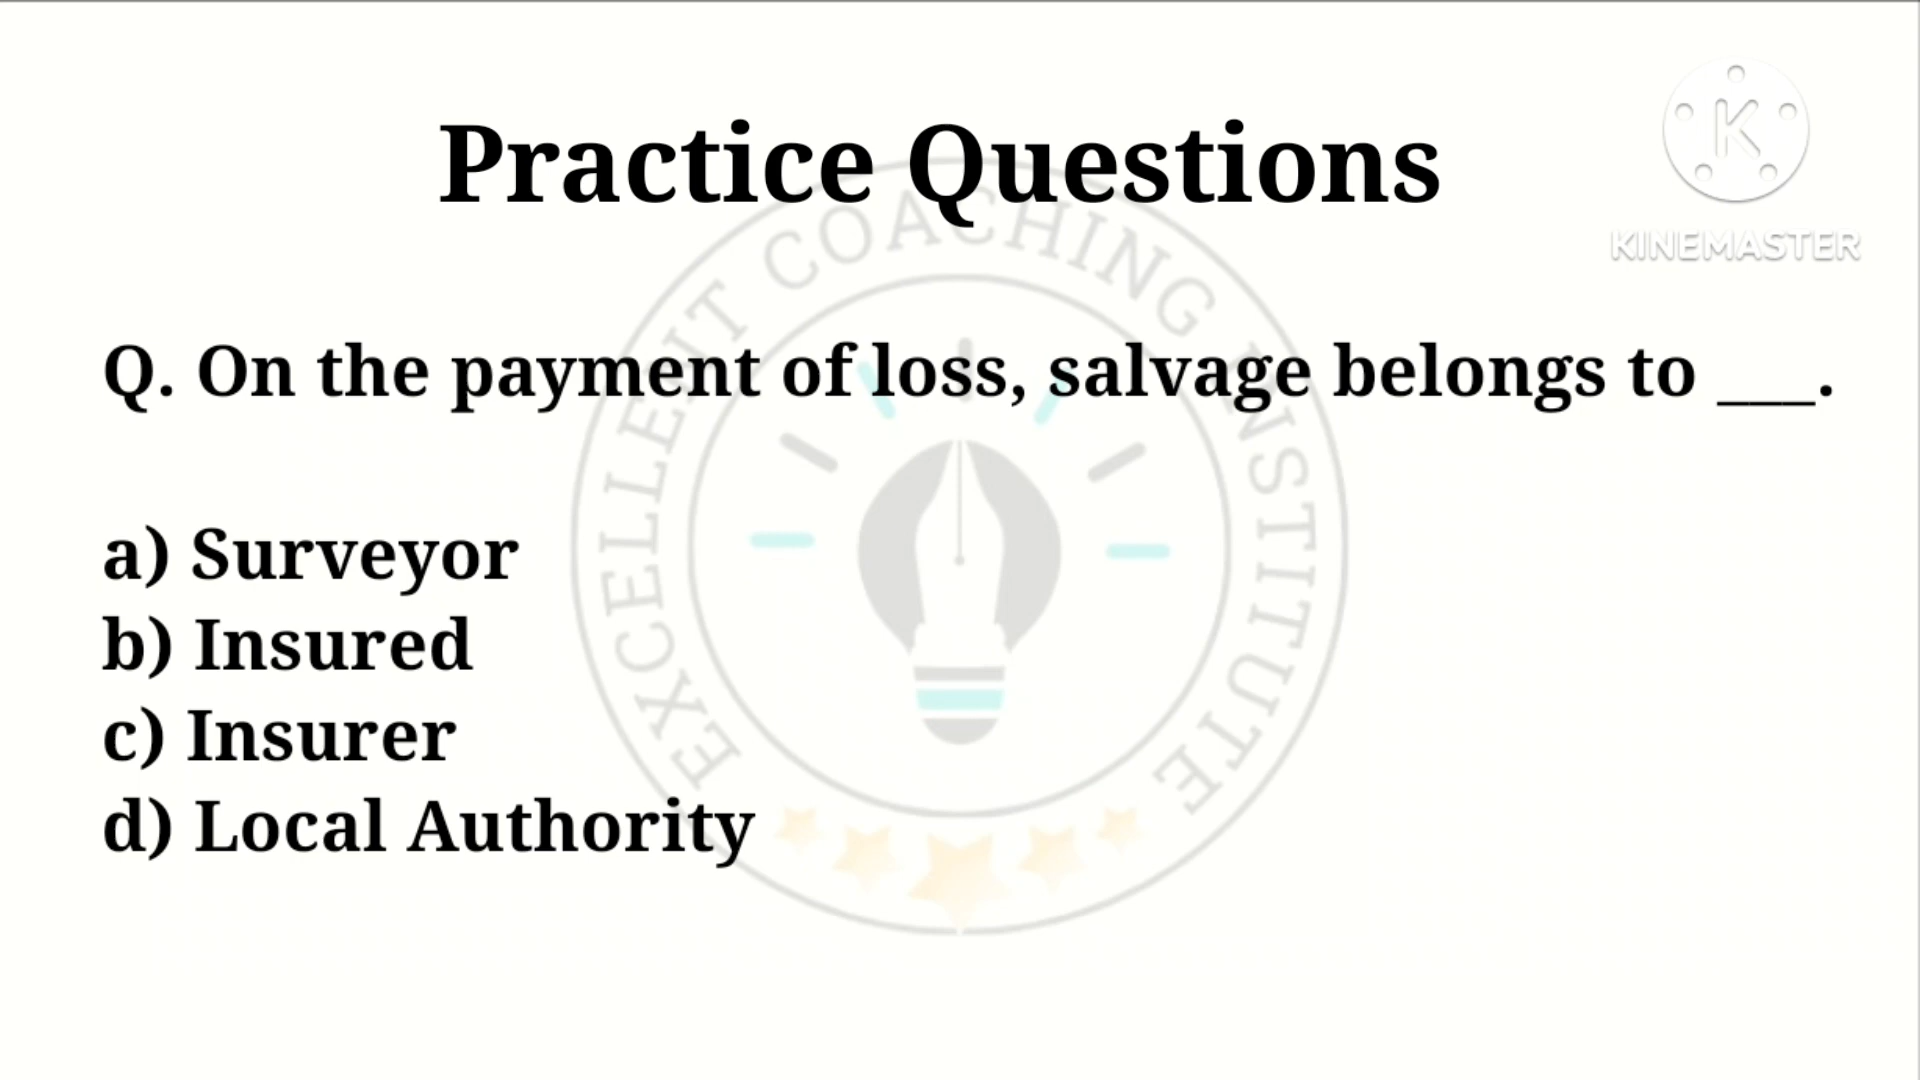 Practice Questions
K
KINEMASTER
EXCELLENT COACHING INSTITUTE
Q. On the payment of loss, salvage belongs to ___.
a) Surveyor
b) Insured
c) Insurer
d) Local Authority